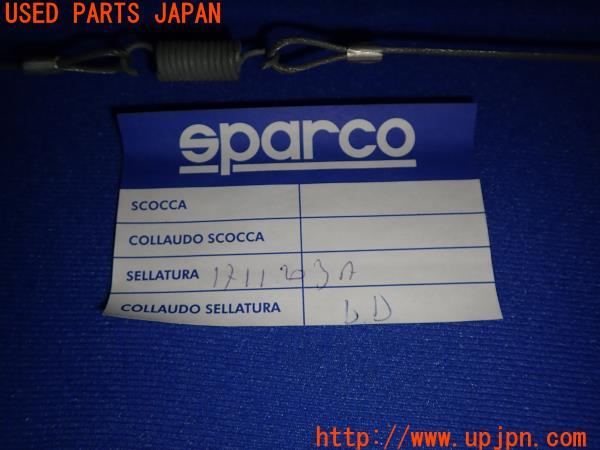 USED PARTS JAPAN
sparco
SCOCCA
COLLAUDO SCOCCA
SELLATURA
COLLAUDO SELLATURA L.D
http://www.upjpn.com